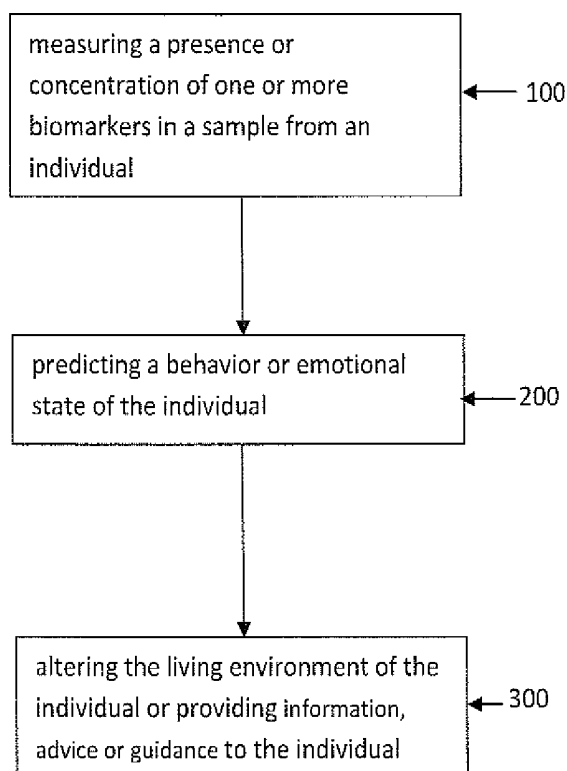 measuring a presence or
concentration of one or more
biomarkers in a sample from an
individual
100
predicting a behavior or emotional
state of the individual
200
altering the living environment of the
individual or providing information,
advice or guidance to the individual
300